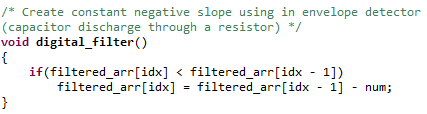 /* Create constant negative slope using in envelope detector
(capacitor discharge through a resistor) */
void digital_filter()
{
    if(filtered_arr[idx] < filtered_arr[idx - 1])
        filtered_arr[idx] = filtered_arr[idx - 1] - num;
}